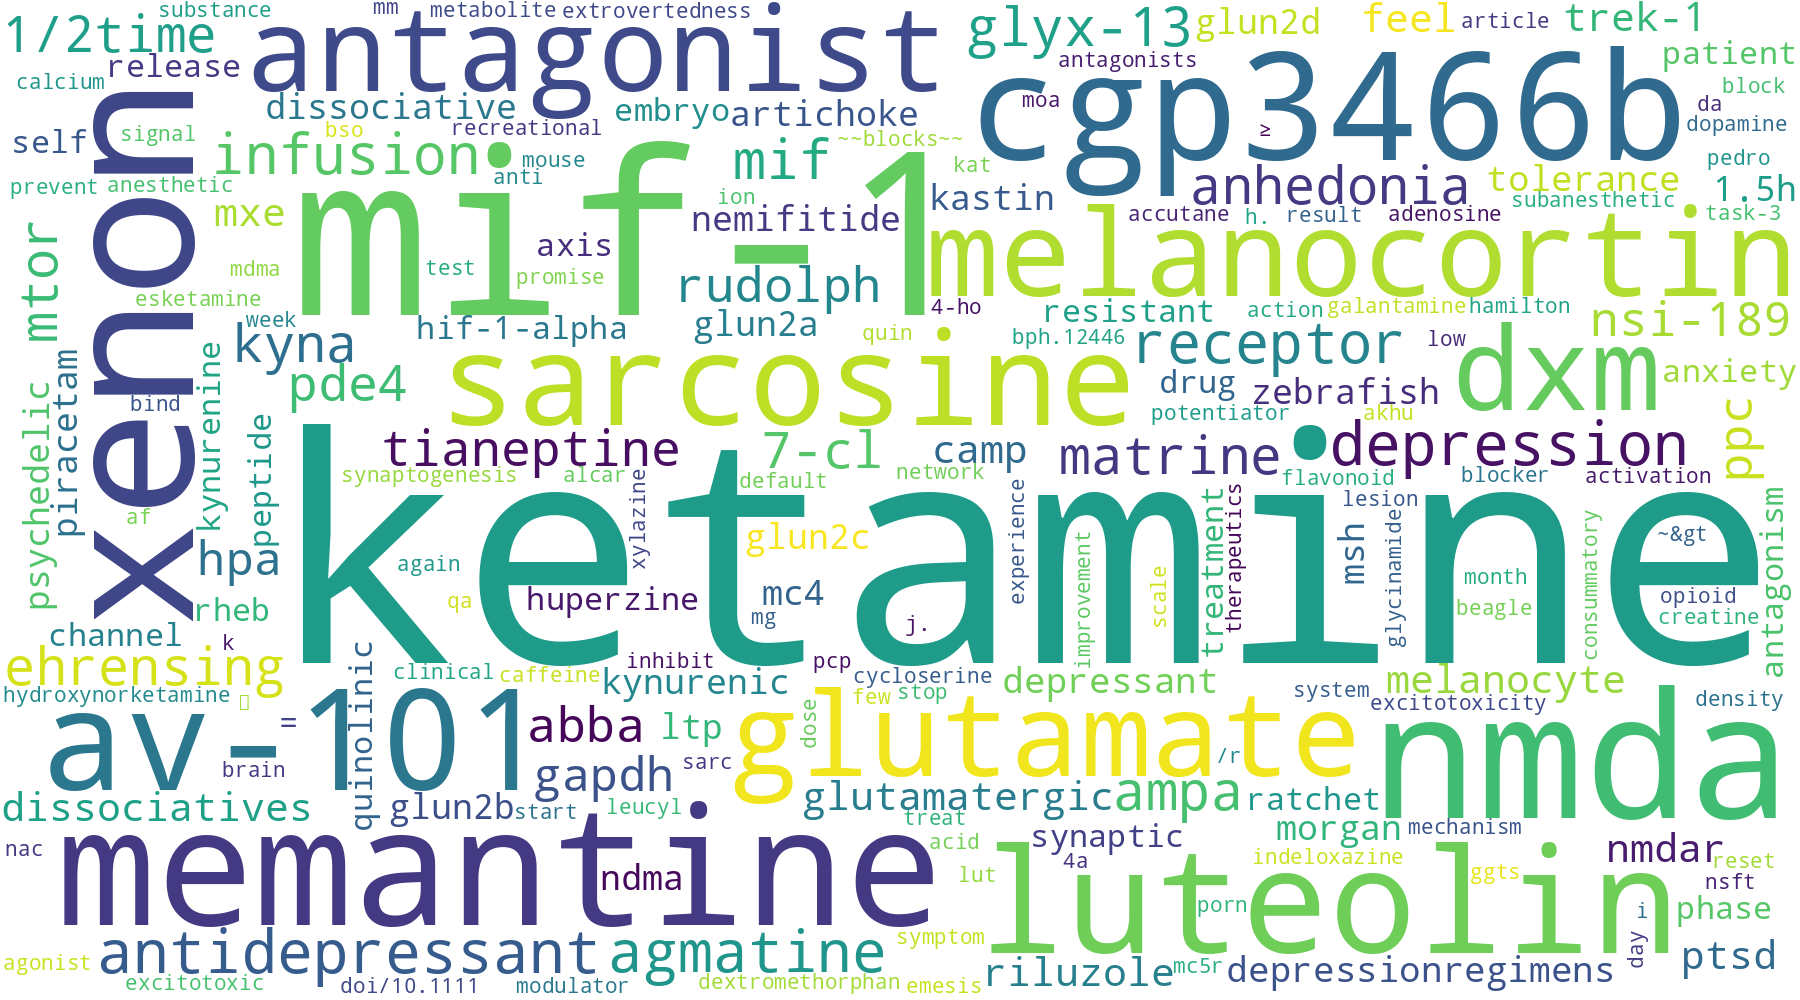 substance
mm
metabolite
extrovertedness
1/2time
antagonist
glyx-13
glun2d
feel
article
trek-1
release
calcium
antagonists
patient
block
cgp3466b
xenon
dissociative
embryo
artichoke
moa
da
dopamine
≥
self
signal
bso
recreational
~~blocks~~
infusion
mif
kat
pedro
mouse
anti
prevent
anesthetic
mif-1
ion
kastin
anhedonia
tolerance
1.5h
subanesthetic
mxe
nemifitide
accutane
h.
result
adenosine
task-3
melanocortin
mtor
axis
mdma
test
promise
rudolph
esketamine
4-ho
resistant
action
galantamine
hamilton
week
hif-1-alpha
glun2a
quin
bph.12446
receptor
low
nsi-189
kyna
sarcosine
dxm
piracetam
kynurenine
pde4
drug
zebrafish
anxiety
psychedelic
bind
peptide
potentiator
akhu
ppc
tianeptine
7-cl
camp
matrine
depression
synaptogenesis
alcar
xylazine
default
network
flavonoid
lesion
blocker
activation
af
ketamine
experience
treatment
therapeutics
antagonism
glun2c
msh
glycinamide
consummatory
~&gt
hpa
again
improvement
scale
month
qa
huperzine
mc4
mg
beagle
opioid
creatine
rheb
j.
channel
k
quinolinic
ehrensing
clinical
caffeine
inhibit
pcp
cycloserine
depressant
system
melanocyte
hydroxynorketamine
kynurenic
few
stop
excitotoxicity
density
av-101
=
abba
ltp
dose
glutamate
nmda
brain
gapdh
sarc
/r
dissociatives
glun2b
start
leucyl
glutamatergic
ampa
ratchet
treat
morgan
mechanism
nac
memantine
acid
synaptic
4a
indeloxazine
nmdar
reset
ndma
lut
luteolin
ggts
nsft
porn
i
phase
day
agonist
antidepressant
agmatine
symptom
riluzole
mc5r
depressionregimens
ptsd
excitotoxic
doi/10.1111
modulator
dextromethorphan
emesis